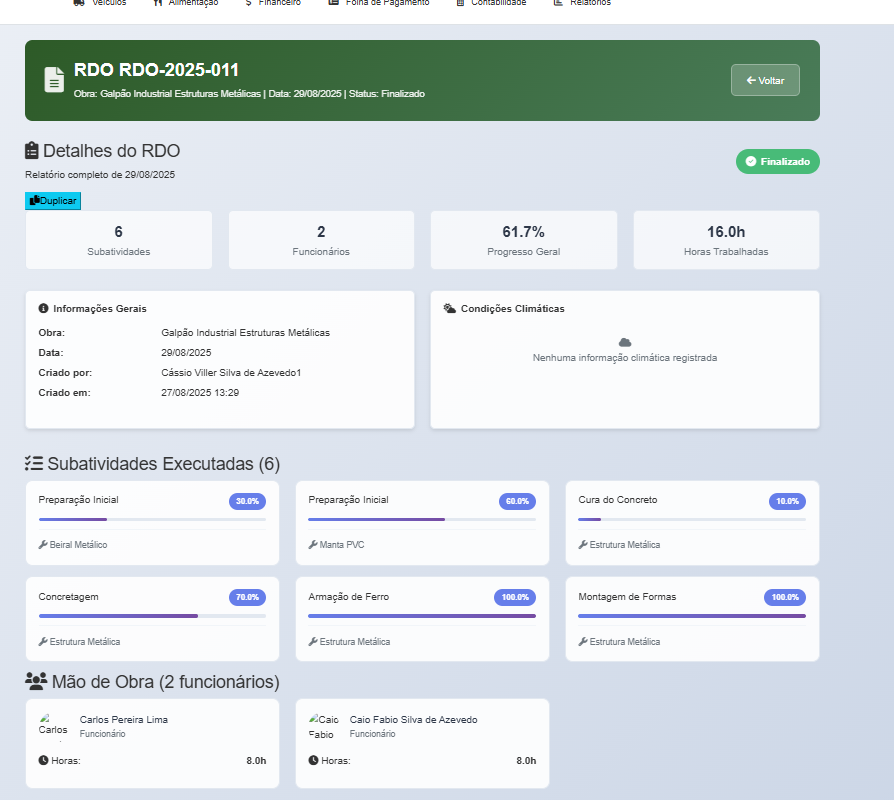 Veículos Alimentação Financeiro Folha de Pagamento Contabilidade Relatórios
RDO RDO-2025-011
Obra: Galpão Industrial Estruturas Metálicas | Data: 29/08/2025 | Status: Finalizado
Voltar
Detalhes do RDO
Relatório completo de 29/08/2025
Finalizado
Duplicar
6
Subatividades
2
Funcionários
61.7%
Progresso Geral
16.0h
Horas Trabalhadas
Informações Gerais
Obra: Galpão Industrial Estruturas Metálicas
Data: 29/08/2025
Criado por: Cássio Viller Silva de Azevedo1
Criado em: 27/08/2025 13:29
Condições Climáticas
Nenhuma informação climática registrada
Subatividades Executadas (6)
Preparação Inicial 30.0%
Beiral Metálico
Preparação Inicial 60.0%
Manta PVC
Cura do Concreto 10.0%
Estrutura Metálica
Concretagem 70.0%
Estrutura Metálica
Armação de Ferro 100.0%
Estrutura Metálica
Montagem de Formas 100.0%
Estrutura Metálica
Mão de Obra (2 funcionários)
Carlos
Carlos Pereira Lima
Funcionário
Horas: 8.0h
Caio
Fabio
Caio Fabio Silva de Azevedo
Funcionário
Horas: 8.0h